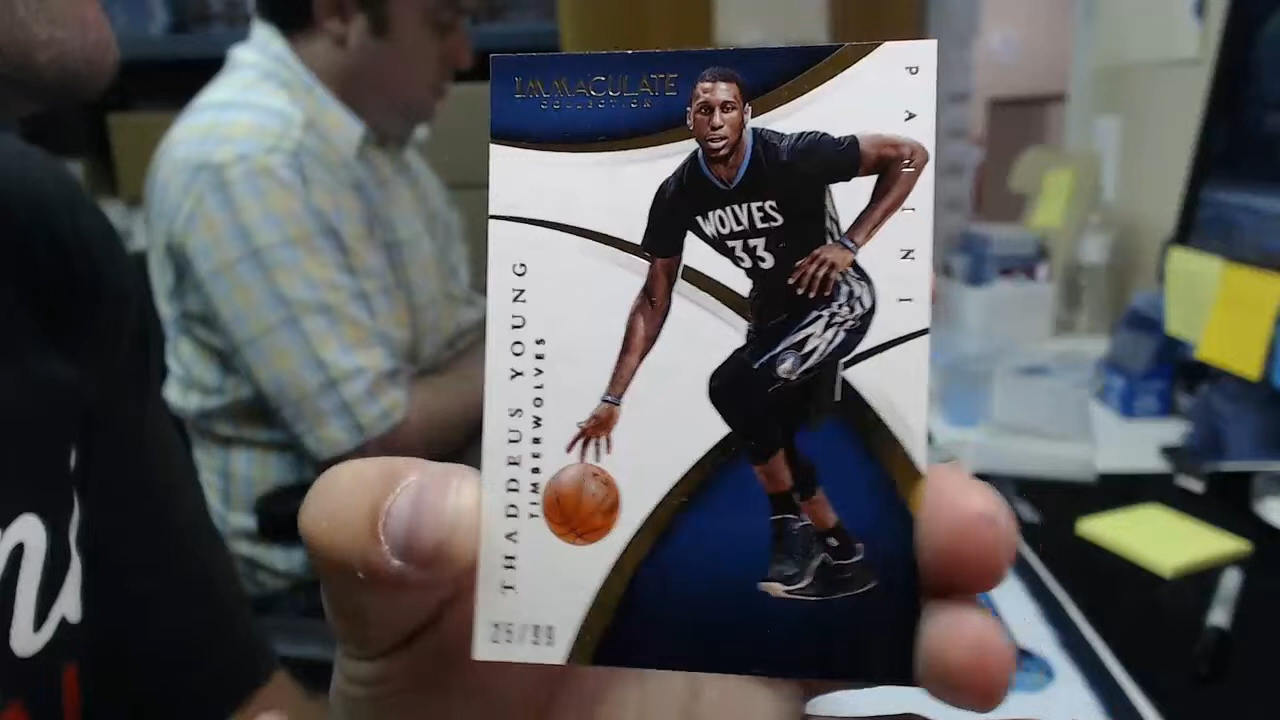 IMMACULATE
COLLECTION
PANINI
WOLVES
33
THADDEUS YOUNG
TIMBERWOLVES
25/99